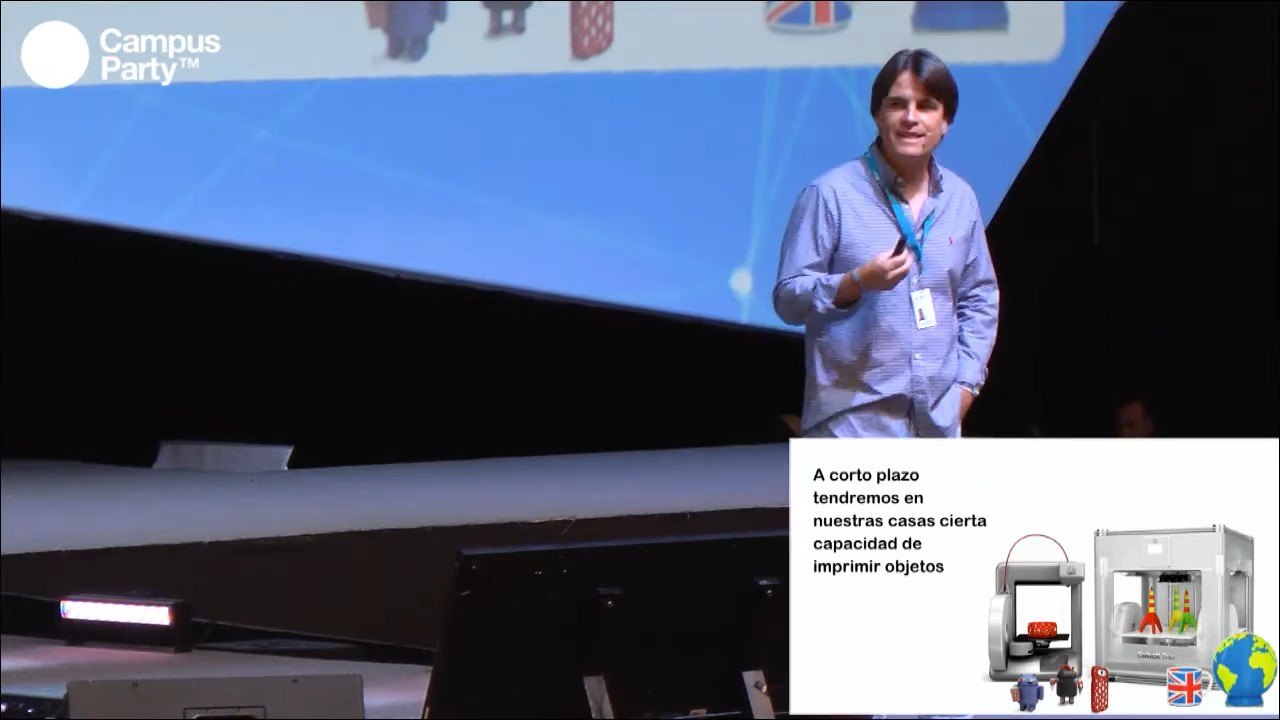 Campus
Party™
A corto plazo
tendremos en
nuestras casas cierta
capacidad de
imprimir objetos